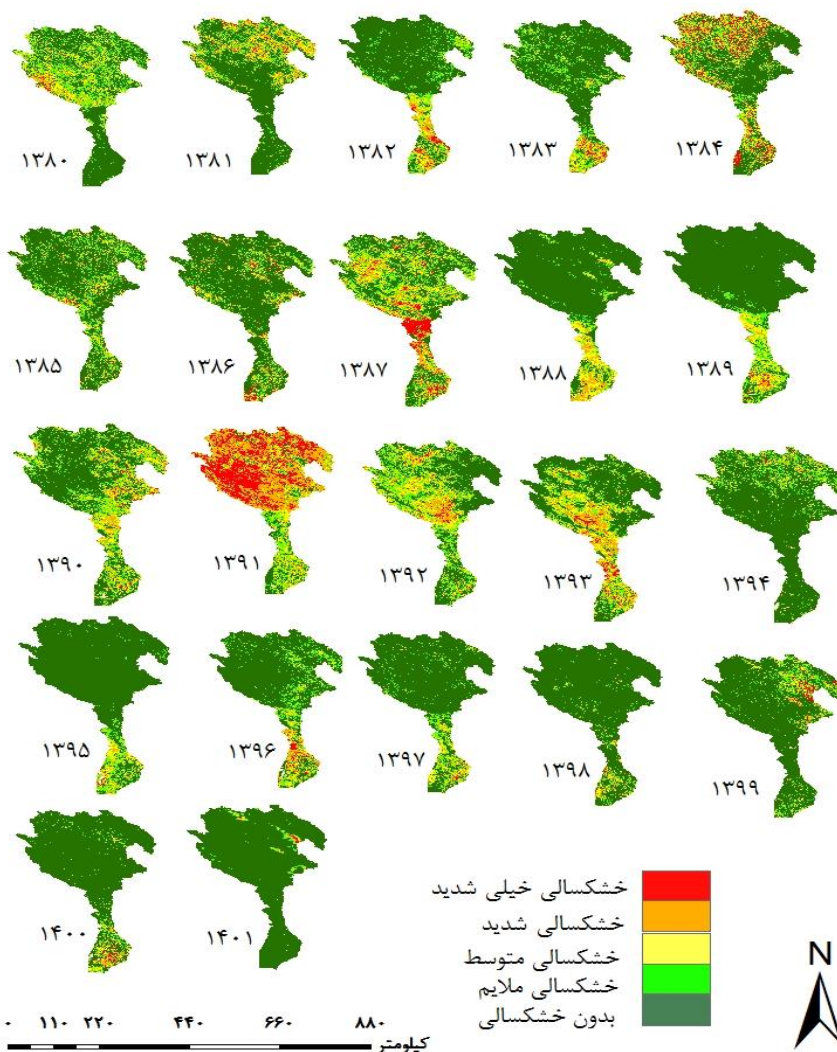 ۱۳۸۰ ۱۳۸۱ ۱۳۸۲ ۱۳۸۳ ۱۳۸۴
۱۳۸۵ ۱۳۸۶ ۱۳۸۷ ۱۳۸۸ ۱۳۸۹
۱۳۹۰ ۱۳۹۱ ۱۳۹۲ ۱۳۹۳ ۱۳۹۴
۱۳۹۵ ۱۳۹۶ ۱۳۹۷ ۱۳۹۸ ۱۳۹۹
۱۴۰۰ ۱۴۰۱
خشکسالی خیلی شدید
خشکسالی شدید
خشکسالی متوسط
خشکسالی ملایم
بدون خشکسالی
N
۰ ۱۱۰ ۲۲۰ ۴۴۰ ۶۶۰ ۸۸۰
کیلومتر